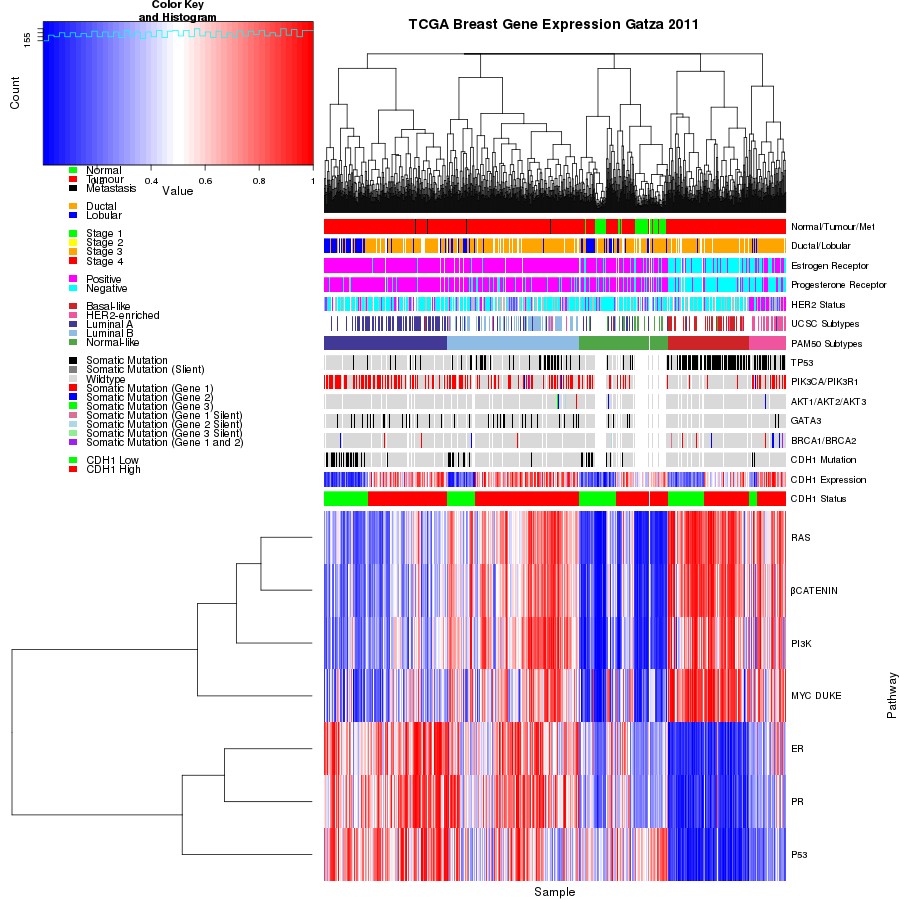 Color Key
and Histogram
TCGA Breast Gene Expression Gatza 2011
155
Count
0.4
0.6
0.8
1
Value
Normal
Tumour
Metastasis
Ductal
Lobular
Stage 1
Stage 2
Stage 3
Stage 4
Positive
Negative
Basal-like
HER2-enriched
Luminal A
Luminal B
Normal-like
Somatic Mutation
Somatic Mutation (Slient)
Wildtype
Somatic Mutation (Gene 1)
Somatic Mutation (Gene 2)
Somatic Mutation (Gene 3)
Somatic Mutation (Gene 1 Silent)
Somatic Mutation (Gene 2 Silent)
Somatic Mutation (Gene 3 Silent)
Somatic Mutation (Gene 1 and 2)
CDH1 Low
CDH1 High
Normal/Tumour/Met
Ductal/Lobular
Estrogen Receptor
Progesterone Receptor
HER2 Status
UCSC Subtypes
PAM50 Subtypes
TP53
PIK3CA/PIK3R1
AKT1/AKT2/AKT3
GATA3
BRCA1/BRCA2
CDH1 Mutation
CDH1 Expression
CDH1 Status
RAS
βCATENIN
PI3K
MYC DUKE
ER
PR
P53
Pathway
Sample